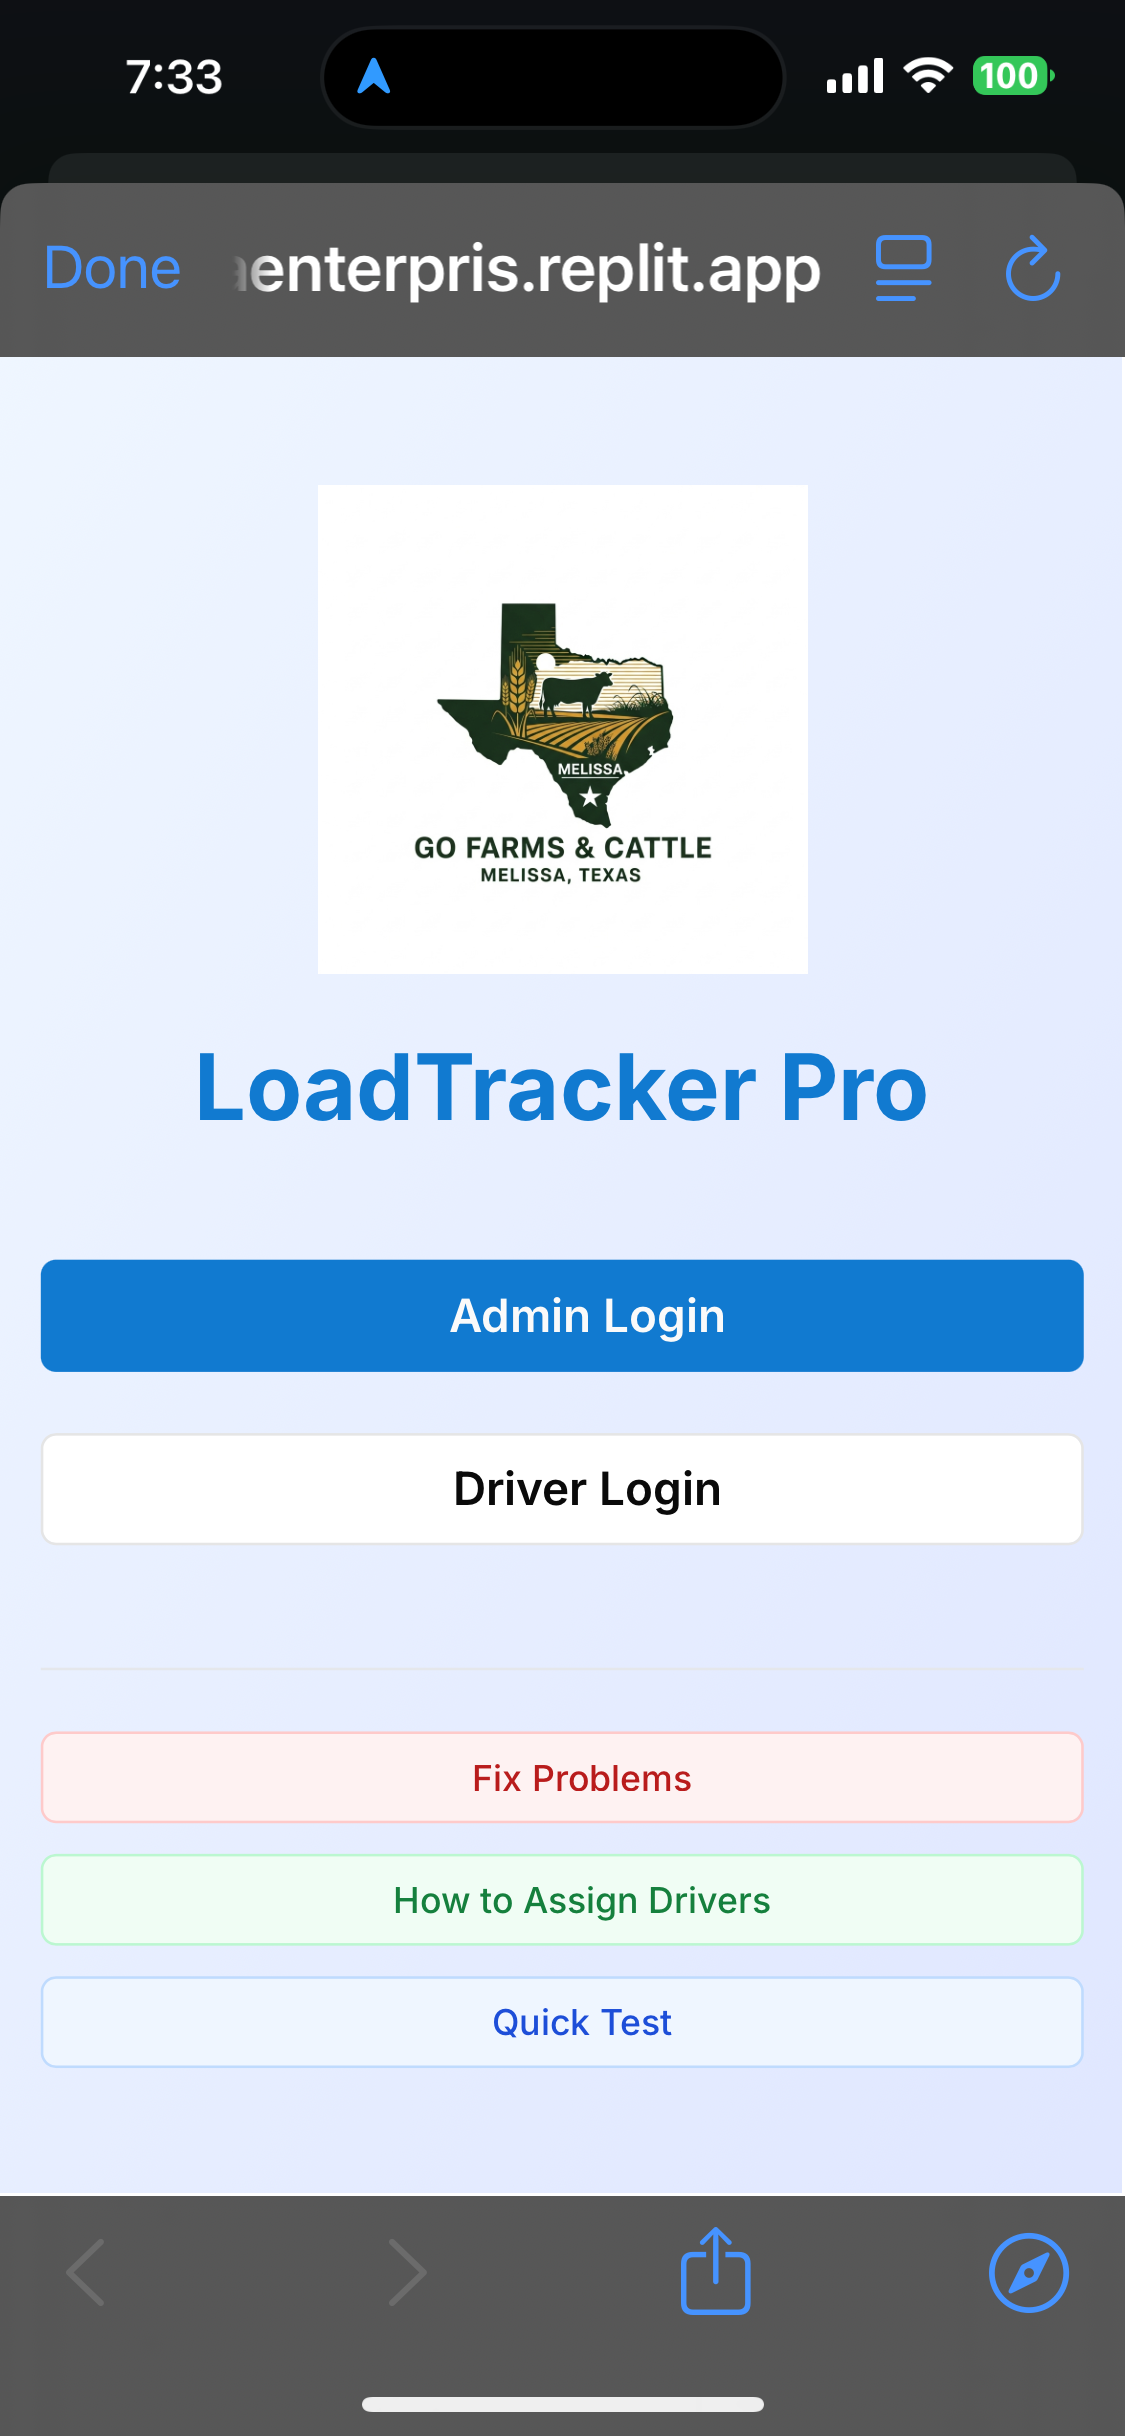 7:33
100
Done
enterpris.replit.app
MELISSA
GO FARMS & CATTLE
MELISSA, TEXAS
LoadTracker Pro
Admin Login
Driver Login
Fix Problems
How to Assign Drivers
Quick Test